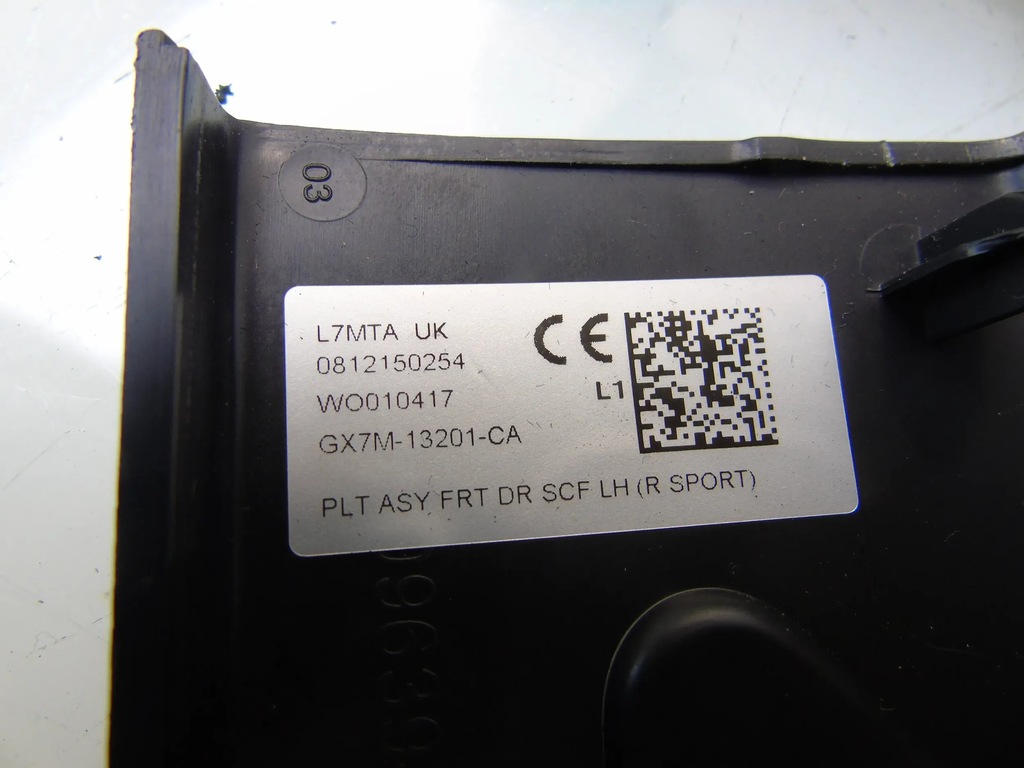 03
L7MTA UK
0812150254
WO010417
GX7M-13201-CA
CE
L1
PLT ASY FRT DR SCF LH (R SPORT)